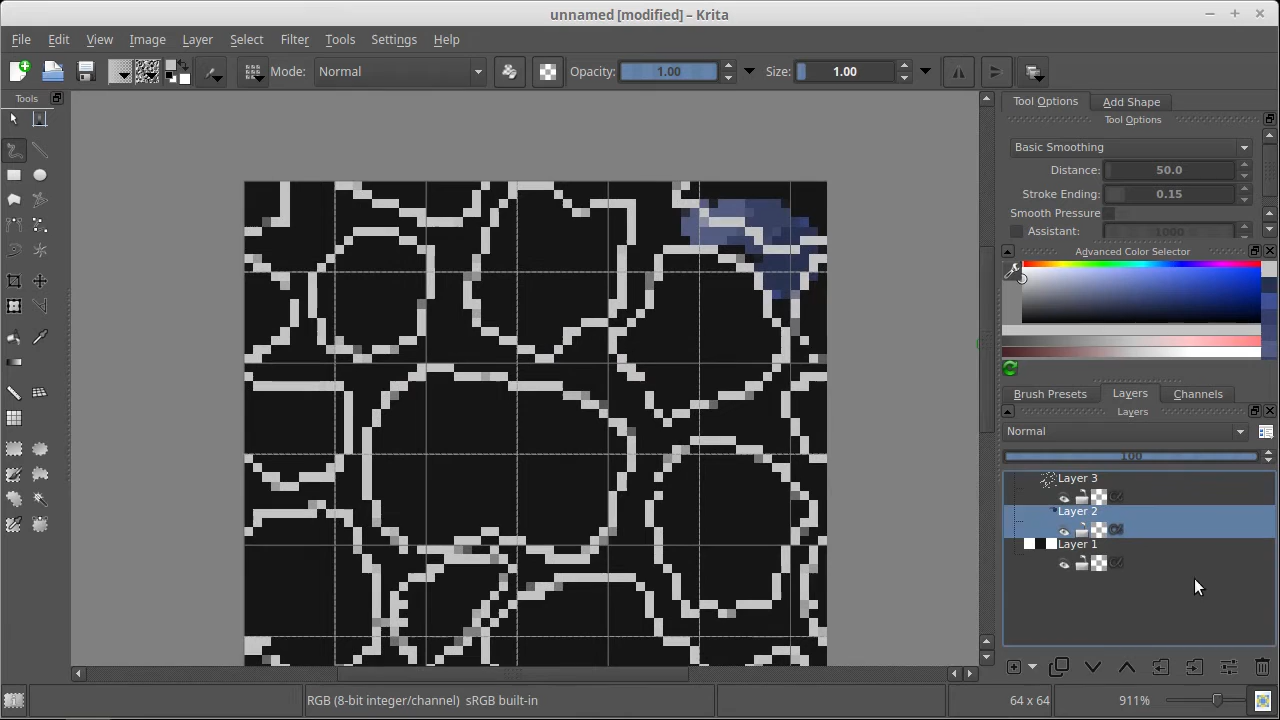 unnamed [modified] – Krita
File Edit View Image Layer Select Filter Tools Settings Help
Mode: Normal Opacity: 1.00 Size: 1.00
Tools
Tool Options Add Shape
Tool Options
Basic Smoothing
Distance: 50.0
Stroke Ending: 0.15
Smooth Pressure
Assistant: 1000
Advanced Color Selector
Brush Presets Layers Channels
Layers
Normal
100
Layer 3
Layer 2
Layer 1
RGB (8-bit integer/channel) sRGB built-in 64 x 64 911%